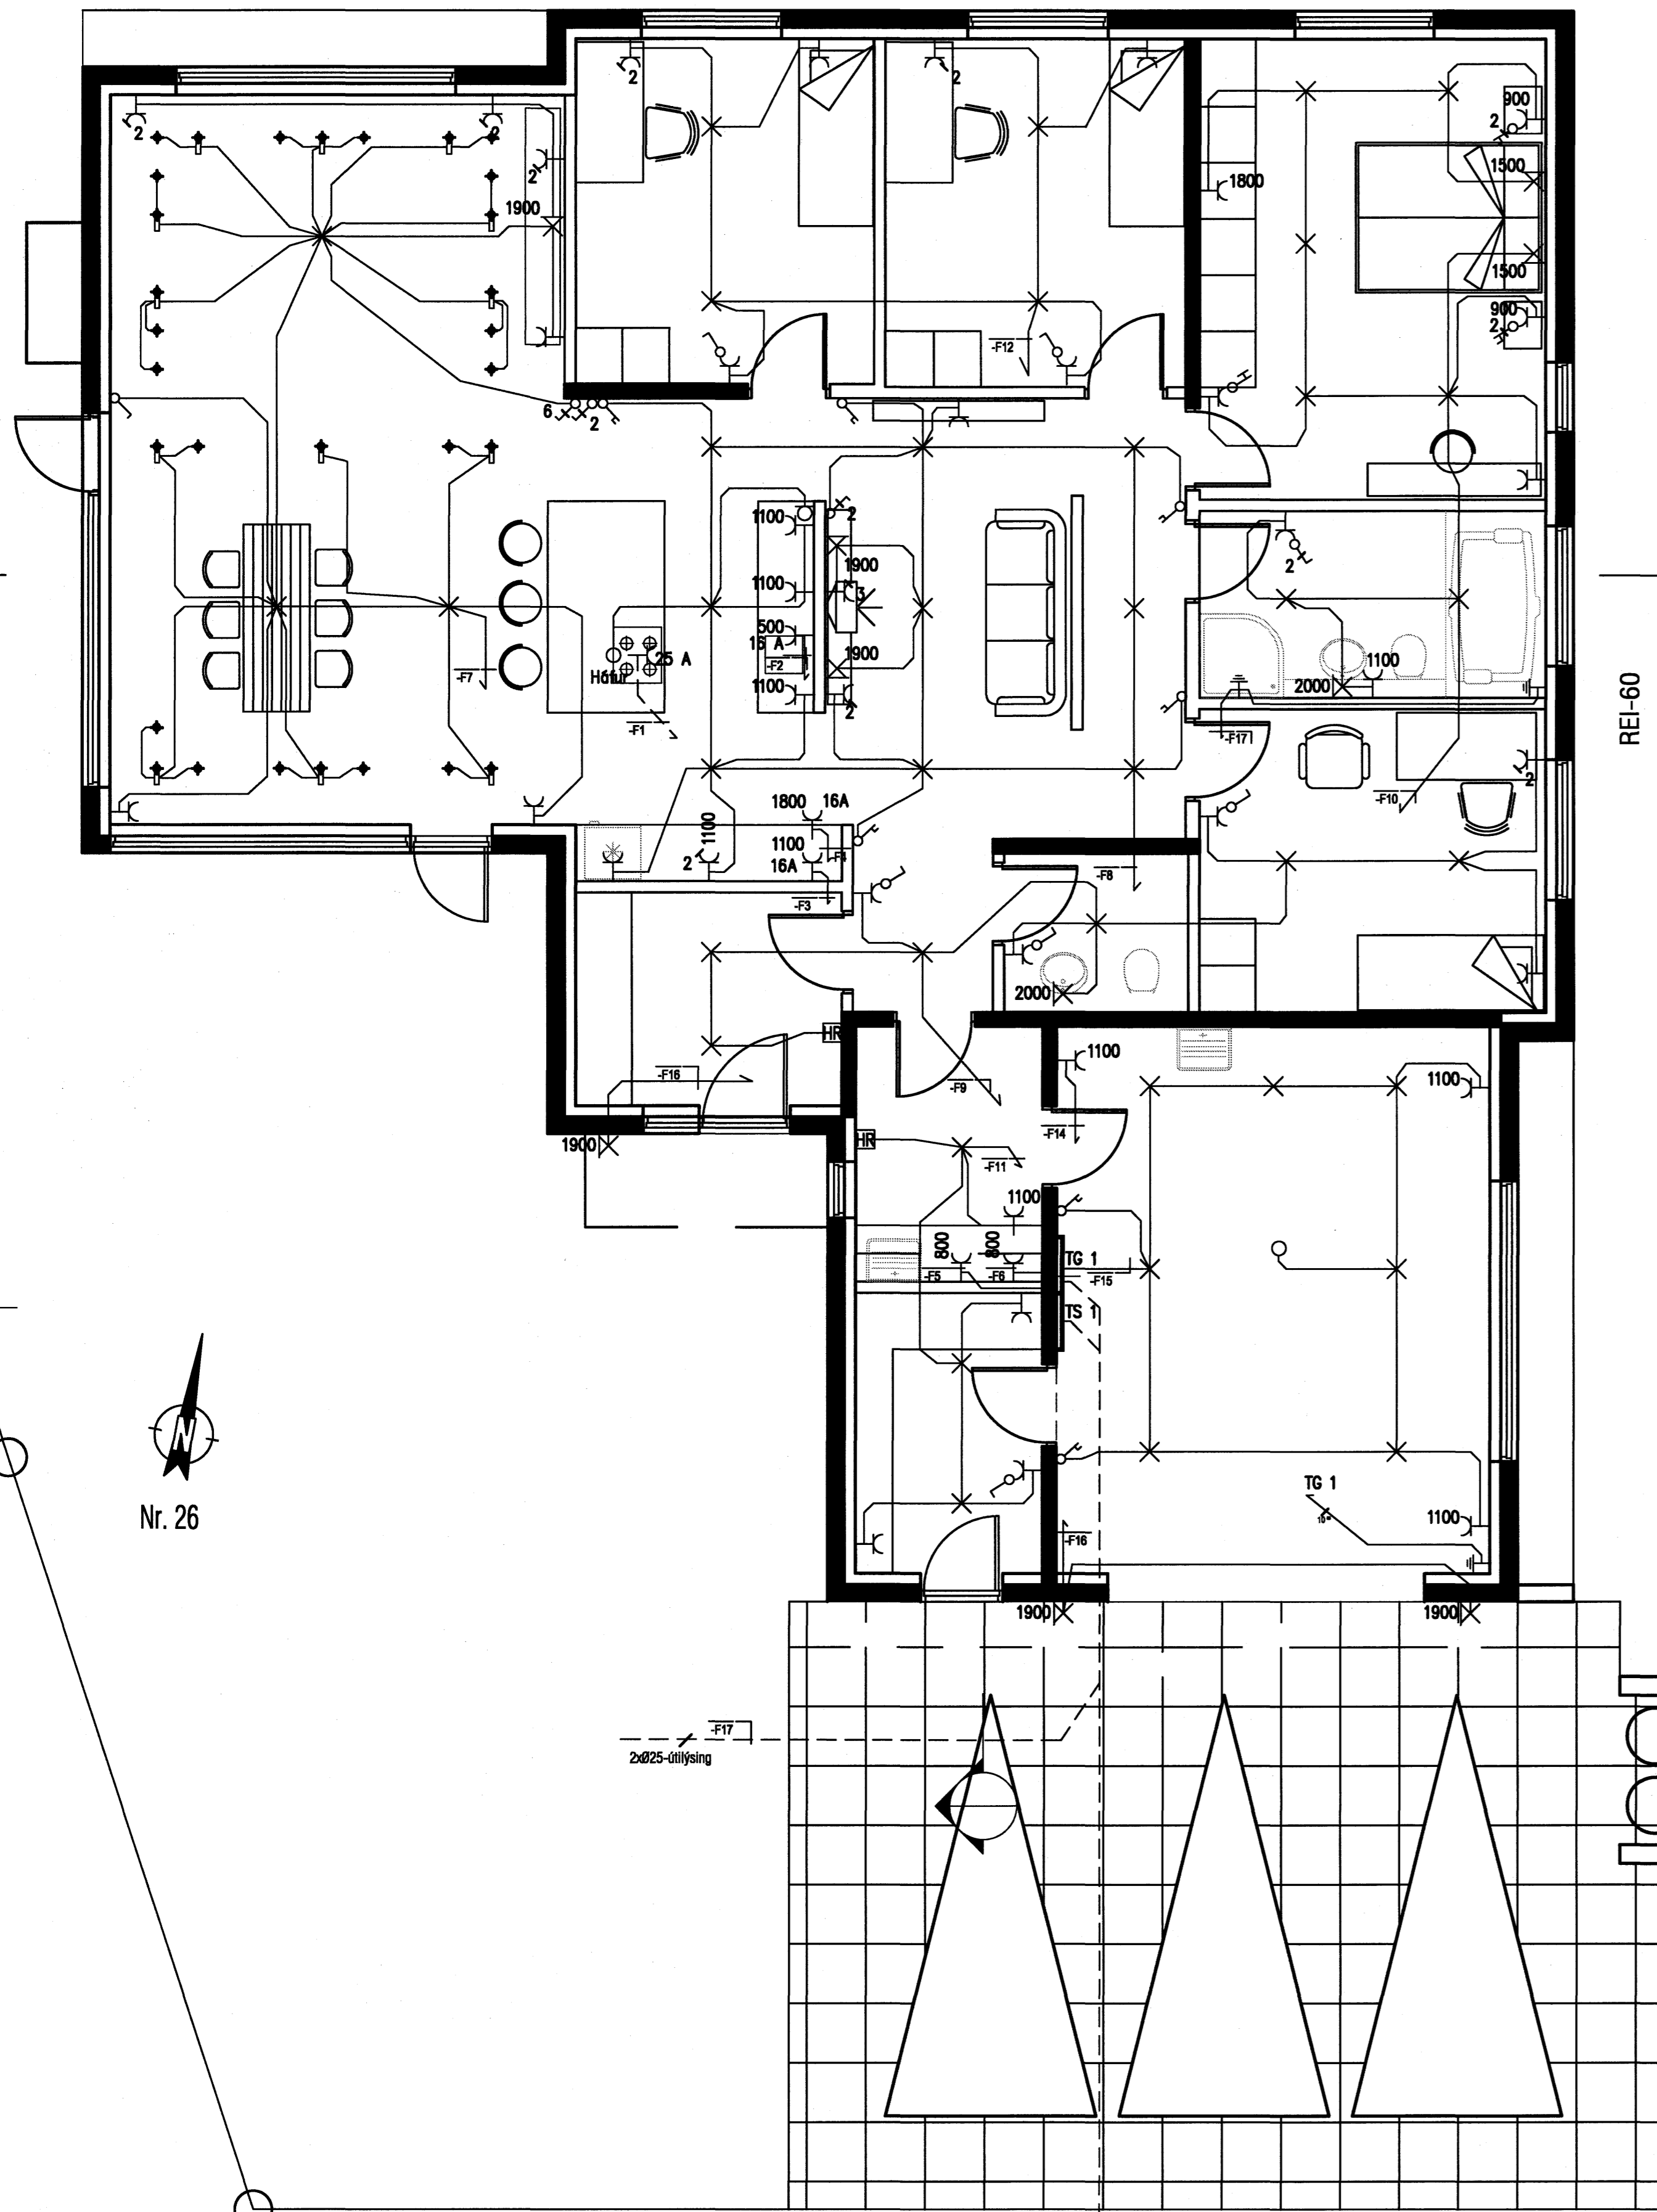 2
2
2
2
2
1900
900
2
1500
1800
1500
900
2
-F12
6
2
1100
2
1900
1100
3
500
16 A
-F2
1900
25 A
Háfur
1100
2
-F7
-F1
2
1100
2000
-F17
REI-60
2
-F10
1800
16A
1100
1100
16A
2
-F4
-F3
-F8
2000
HR
-F16
-F9
1100
1100
-F14
1900
HR
-F11
1100
800
800
-F5
-F6
TG 1
-F15
TS 1
Nr. 26
N
TG 1
1100
-F16
1900
1900
-F17
2xØ25-útilýsing